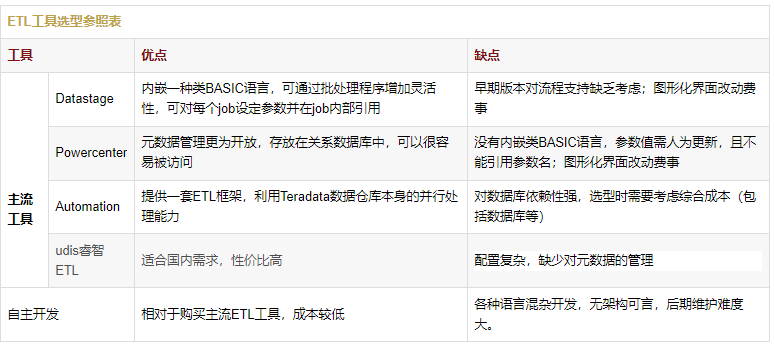 ETL工具选型参照表
工具 优点 缺点
主流
工具
Datastage
内嵌一种类BASIC语言，可通过批处理程序增加灵活
性，可对每个job设定参数并在job内部引用
早期版本对流程支持缺乏考虑；图形化界面改动费
事
Powercenter
元数据管理更为开放，存放在关系数据库中，可以很容
易被访问
没有内嵌类BASIC语言，参数值需人为更新，且不
能引用参数名；图形化界面改动费事
Automation
提供一套ETL框架，利用Teradata数据仓库本身的并行处
理能力
对数据库依赖性强，选型时需要考虑综合成本（包
括数据库等）
udis睿智
ETL
适合国内需求，性价比高
配置复杂，缺少对元数据的管理
自主开发
相对于购买主流ETL工具，成本较低
各种语言混杂开发，无架构可言，后期维护难度
大。